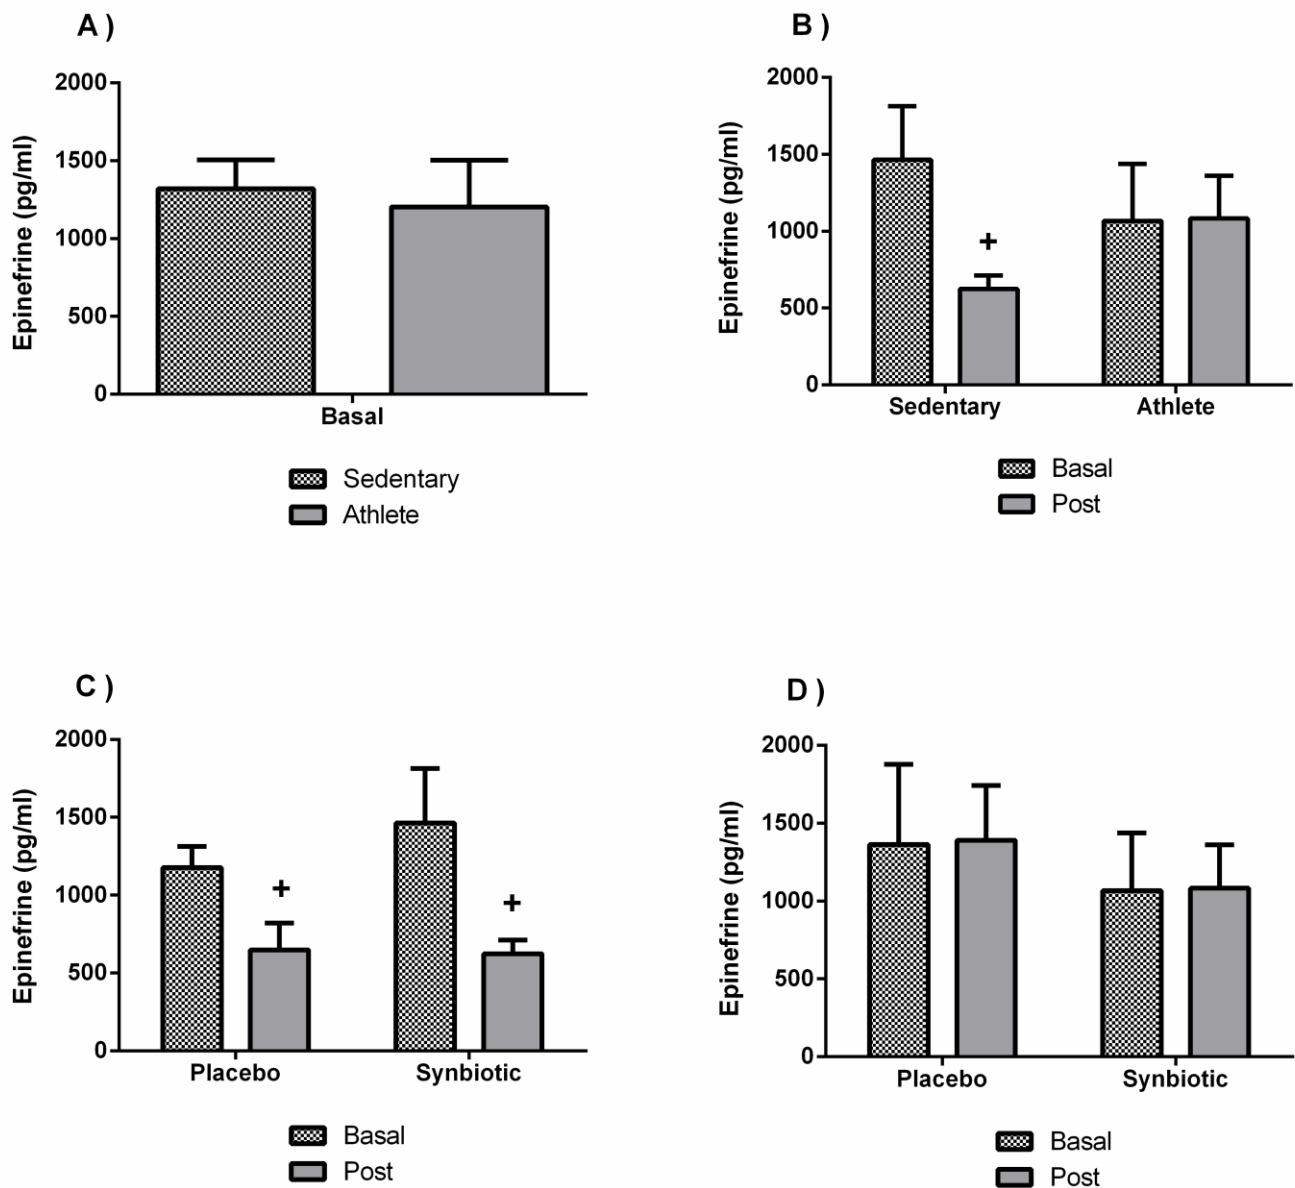 A )
Epinefrine (pg/ml)
2000
1500
1000
500
0
Basal
Sedentary
Athlete
B )
Epinefrine (pg/ml)
2000
1500
1000
500
0
+
Sedentary Athlete
Basal
Post
C )
Epinefrine (pg/ml)
2000
1500
1000
500
0
+ +
Placebo Synbiotic
Basal
Post
D )
Epinefrine (pg/ml)
2000
1500
1000
500
0
Placebo Synbiotic
Basal
Post